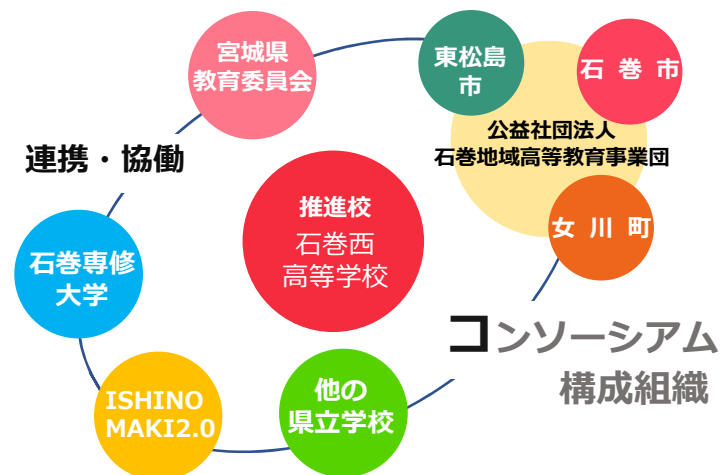 宮城県
教育委員会
東松島
市
石 巻 市
公益社団法人
石巻地域高等教育事業団
連携・協働
推進校
石巻西
高等学校
女 川 町
石巻専修
大学
コンソーシアム
構成組織
ISHINO
MAKI2.0
他の
県立学校